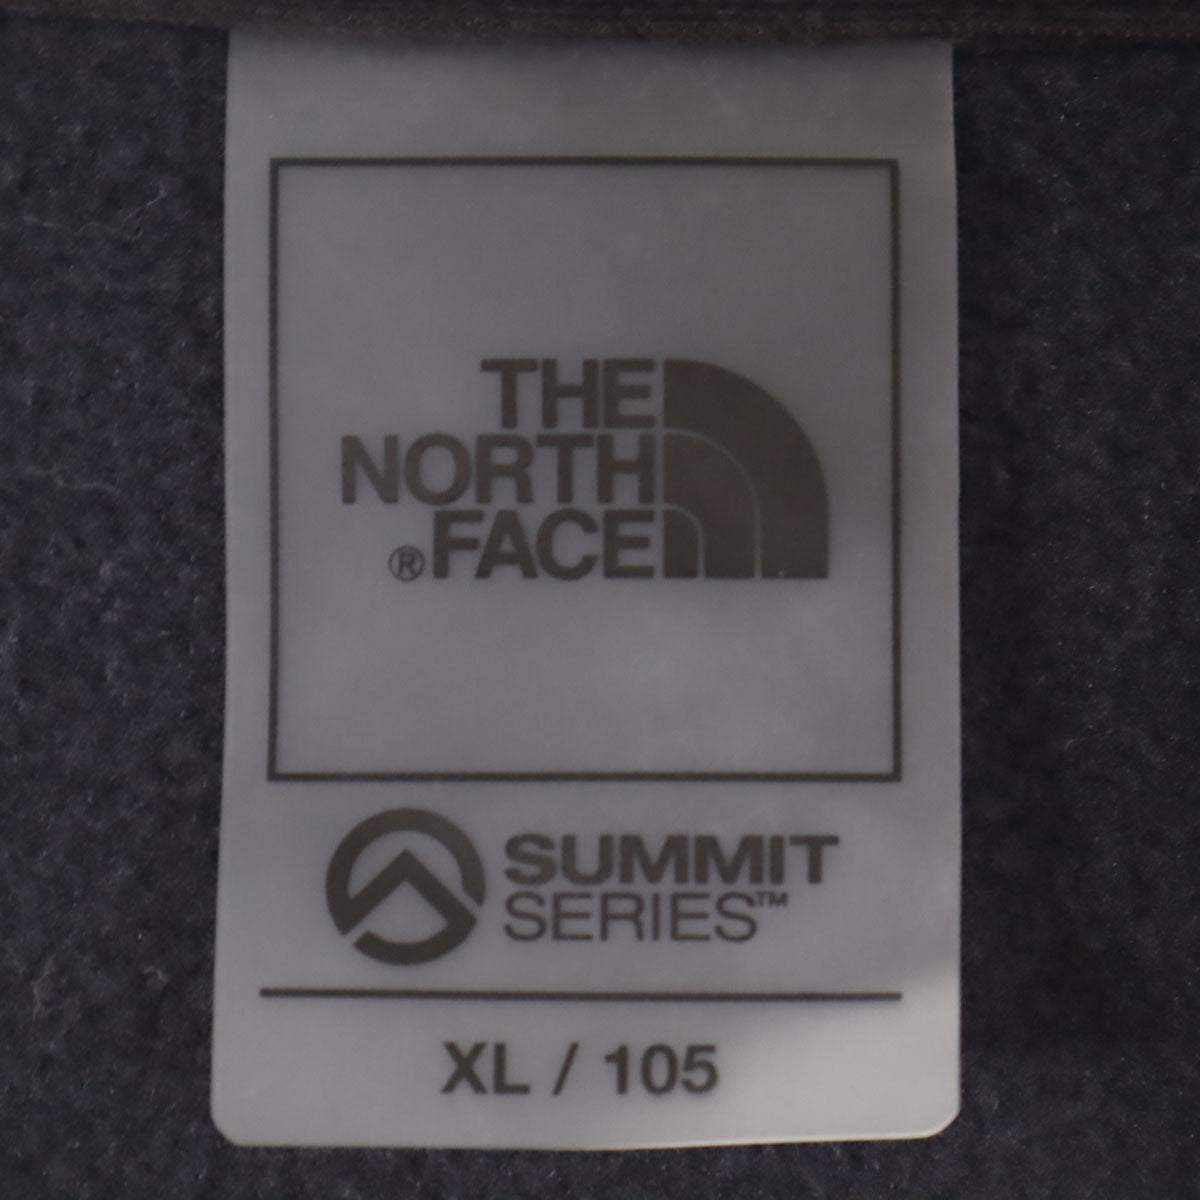 THE
NORTH
®FACE
SUMMIT
SERIES™
XL / 105